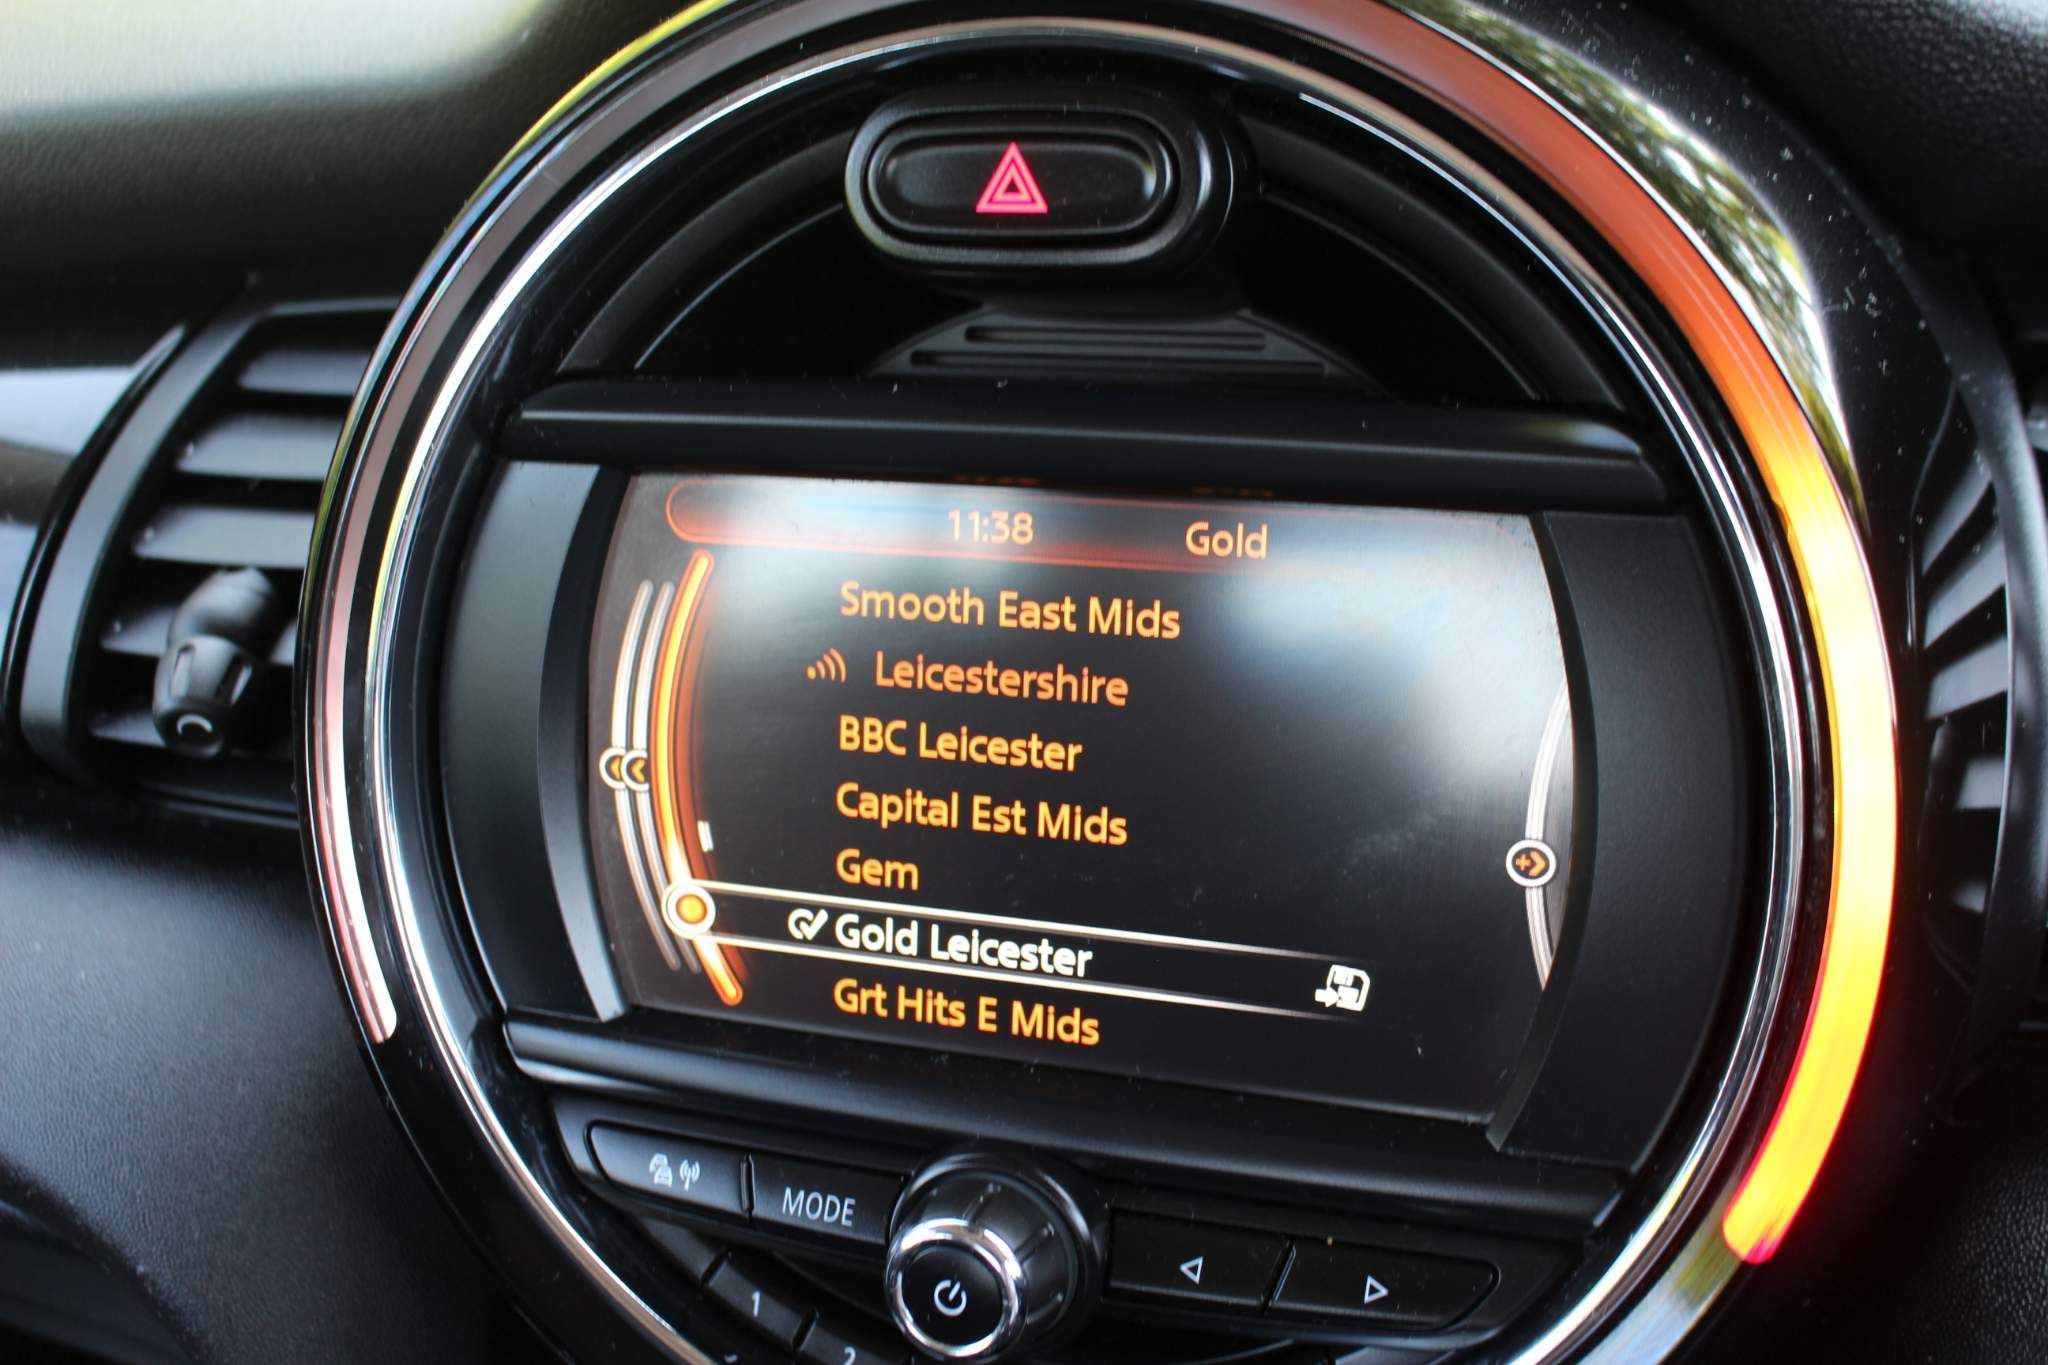 11:38 Gold
Smooth East Mids
Leicestershire
BBC Leicester
Capital Est Mids
Gem
Gold Leicester
Grt Hits E Mids
MODE
1
2